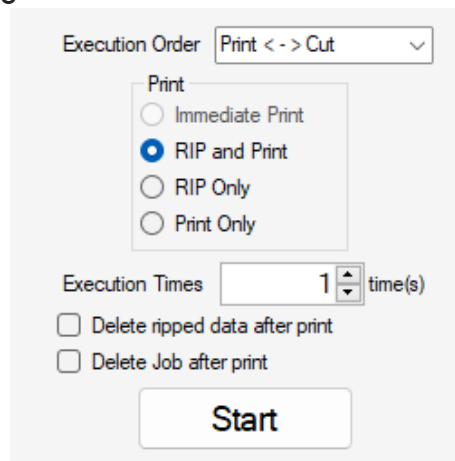 Execution Order Print < - > Cut
Print
Immediate Print
RIP and Print
RIP Only
Print Only
Execution Times 1 time(s)
Delete ripped data after print
Delete Job after print
Start